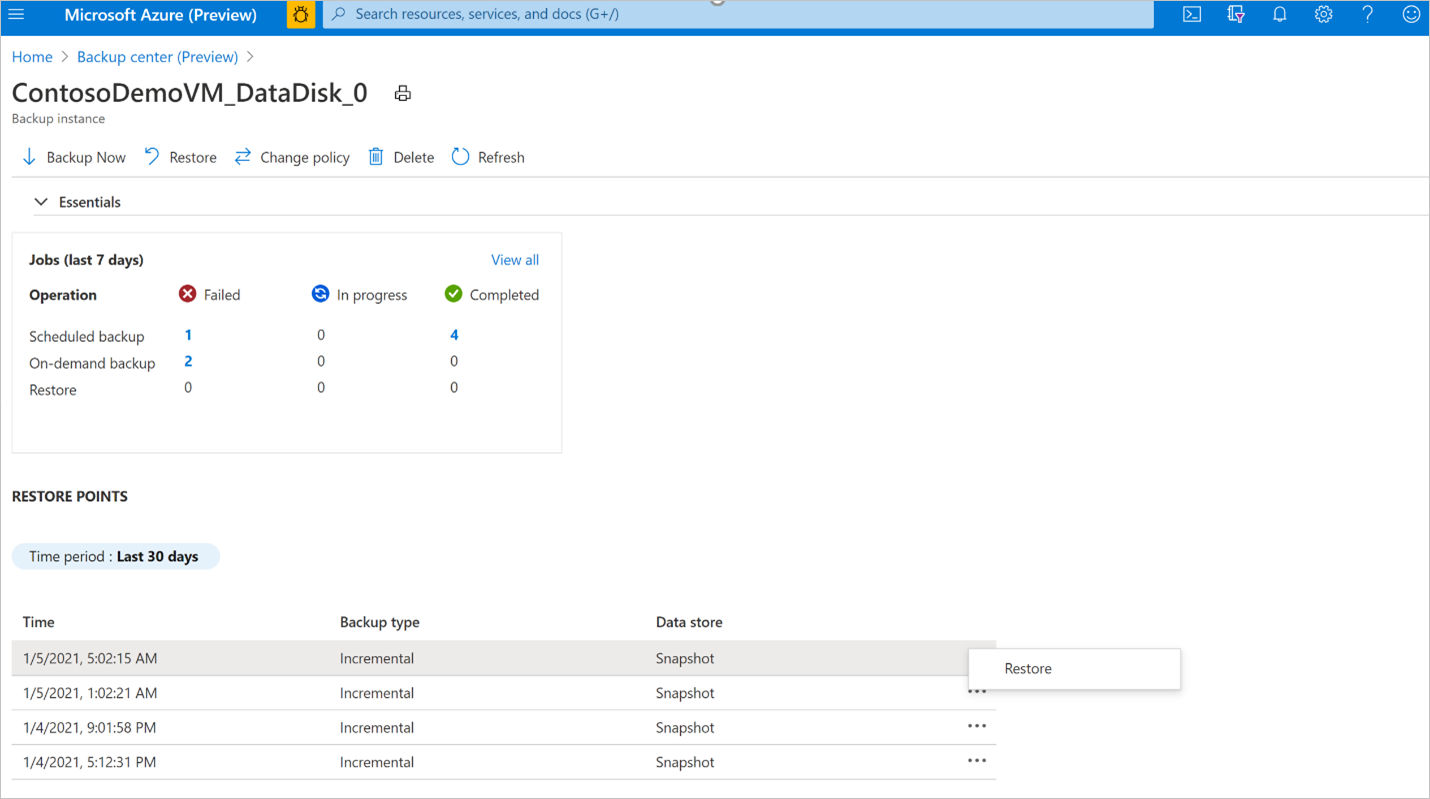 Microsoft Azure (Preview) Search resources, services, and docs (G+/)
Home > Backup center (Preview) >
ContosoDemoVM_DataDisk_0
Backup instance
Backup Now Restore Change policy Delete Refresh
Essentials
Jobs (last 7 days) View all
Operation Failed In progress Completed
Scheduled backup 1 0 4
On-demand backup 2 0 0
Restore 0 0 0
RESTORE POINTS
Time period : Last 30 days
Time Backup type Data store
1/5/2021, 5:02:15 AM Incremental Snapshot
Restore
1/5/2021, 1:02:21 AM Incremental Snapshot
1/4/2021, 9:01:58 PM Incremental Snapshot
1/4/2021, 5:12:31 PM Incremental Snapshot